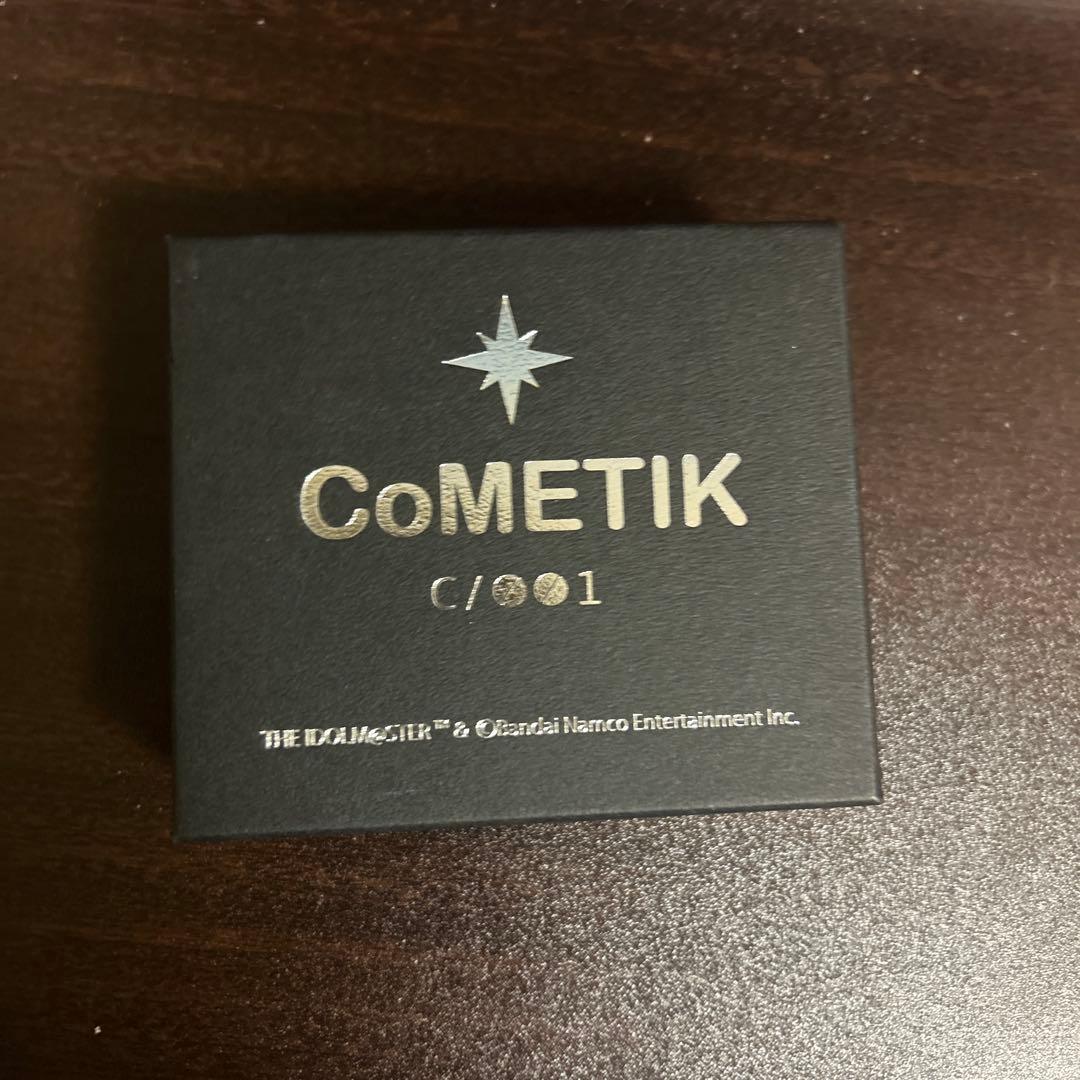 CoMETIK
C/001
THE IDOLM@STER™ & ©Bandai Namco Entertainment Inc.